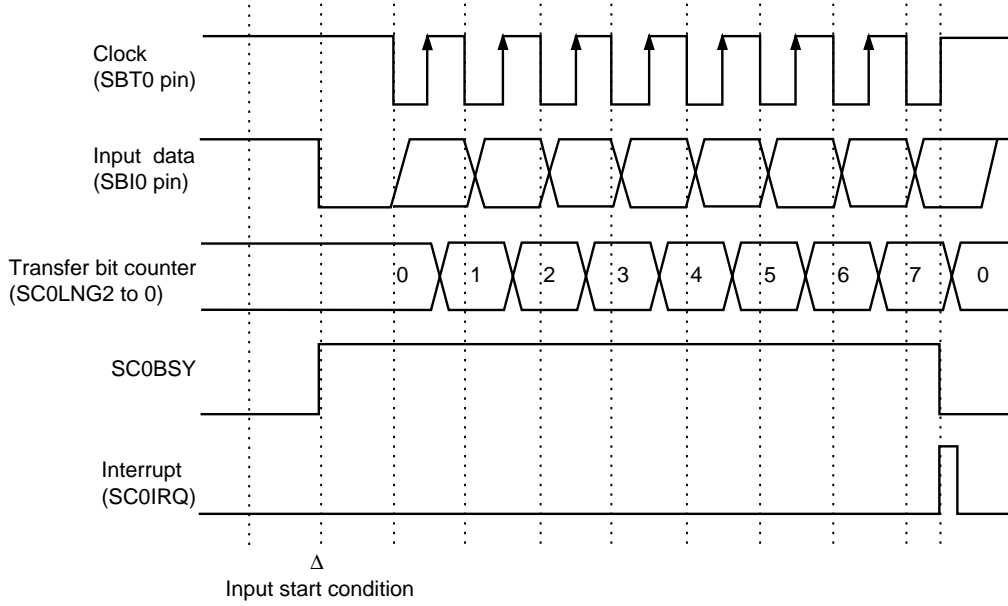 Clock
(SBT0 pin)
Input data
(SBI0 pin)
Transfer bit counter
(SC0LNG2 to 0)
0 1 2 3 4 5 6 7 0
SC0BSY
Interrupt
(SC0IRQ)
Δ
Input start condition